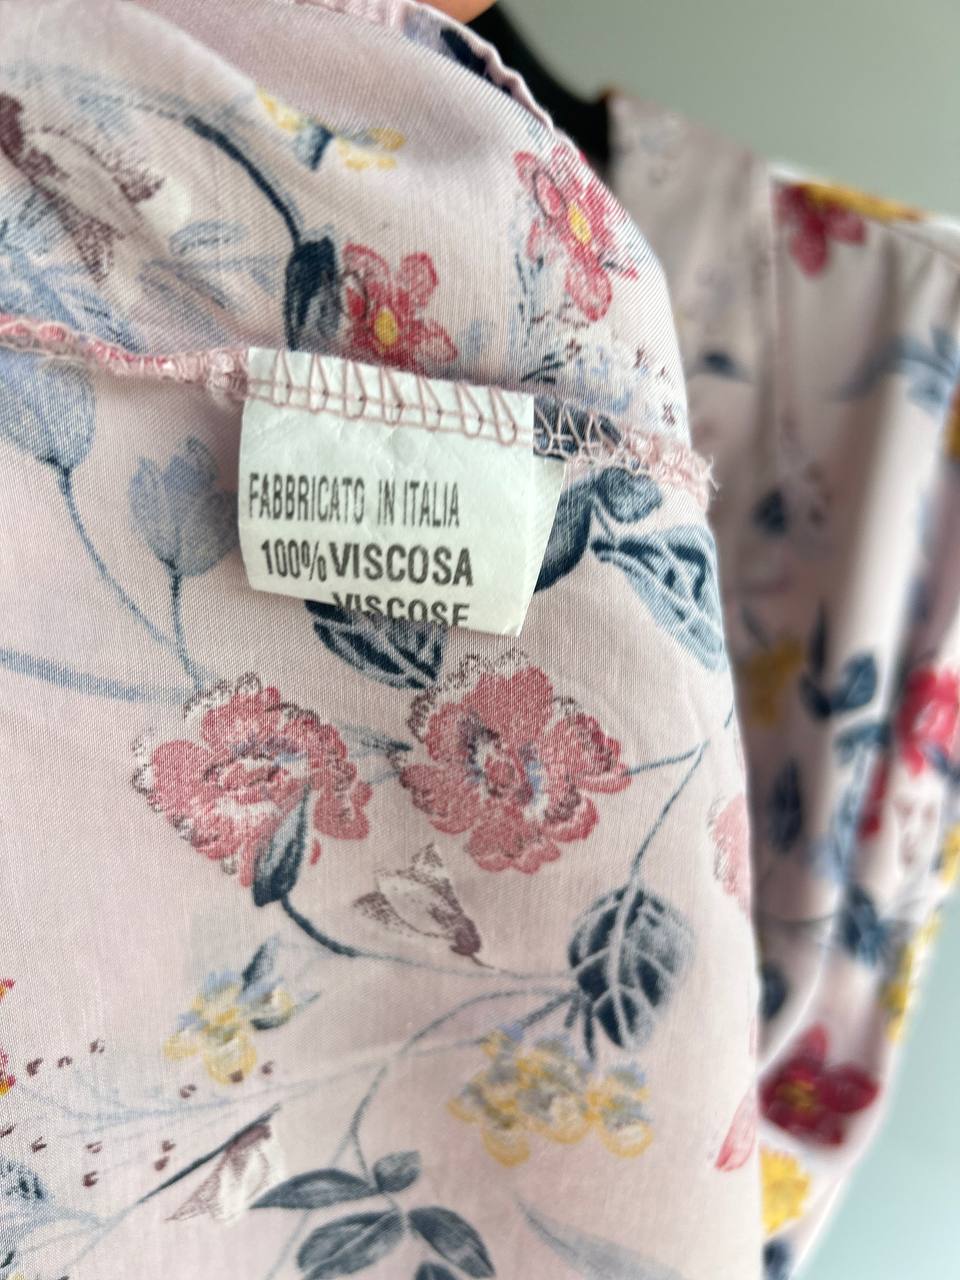 FABBRICATO IN ITALIA
100% VISCOSA
VISCOSE